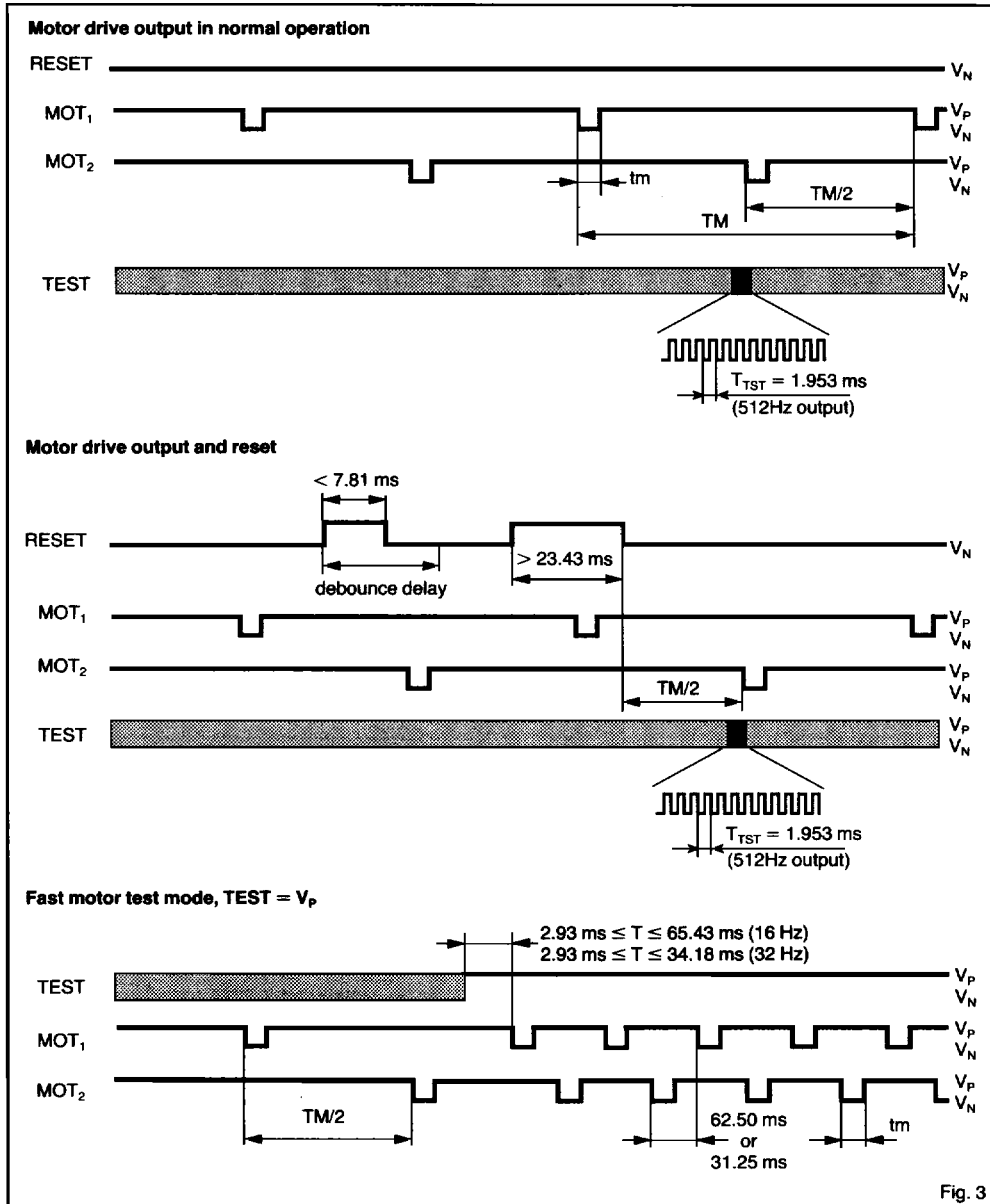 Motor drive output in normal operation
RESET
V_N
MOT₁
V_P
V_N
MOT₂
V_P
V_N
tm
TM/2
TM
TEST
V_P
V_N
T_TST = 1.953 ms
(512Hz output)
Motor drive output and reset
< 7.81 ms
RESET
V_N
> 23.43 ms
debounce delay
MOT₁
V_P
V_N
MOT₂
V_P
V_N
TM/2
TEST
V_P
V_N
T_TST = 1.953 ms
(512Hz output)
Fast motor test mode, TEST = V_P
2.93 ms ≤ T ≤ 65.43 ms (16 Hz)
2.93 ms ≤ T ≤ 34.18 ms (32 Hz)
TEST
V_P
V_N
MOT₁
V_P
V_N
MOT₂
V_P
V_N
TM/2
62.50 ms
or
31.25 ms
tm
Fig. 3